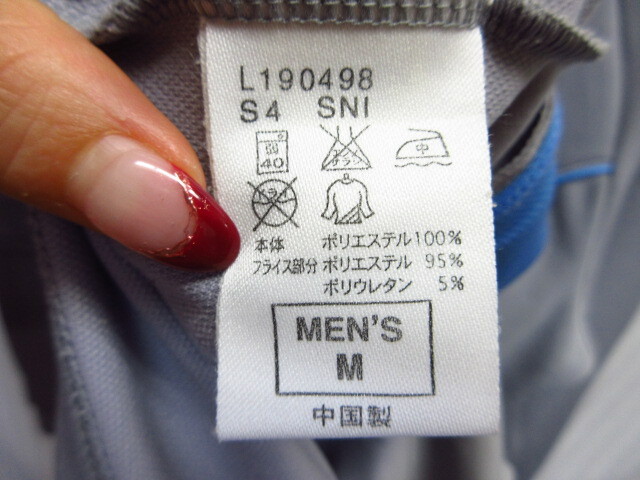 L190498
S4 SNI
弱
40
中
本体 ポリエステル100%
フライス部分 ポリエステル 95%
ポリウレタン 5%
MEN'S
M
中国製